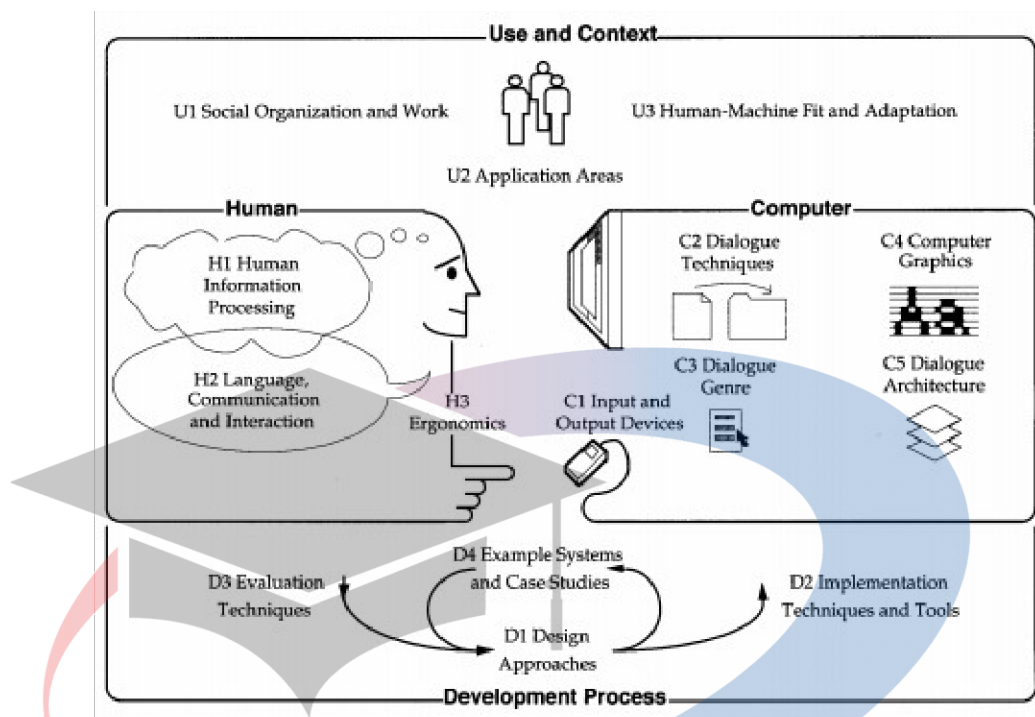 Use and Context
U1 Social Organization and Work
U3 Human-Machine Fit and Adaptation
U2 Application Areas
Human
H1 Human
Information
Processing
H2 Language,
Communication
and Interaction
H3
Ergonomics
Computer
C2 Dialogue
Techniques
C4 Computer
Graphics
C3 Dialogue
Genre
C5 Dialogue
Architecture
C1 Input and
Output Devices
D4 Example Systems
and Case Studies
D3 Evaluation
Techniques
D2 Implementation
Techniques and Tools
D1 Design
Approaches
Development Process